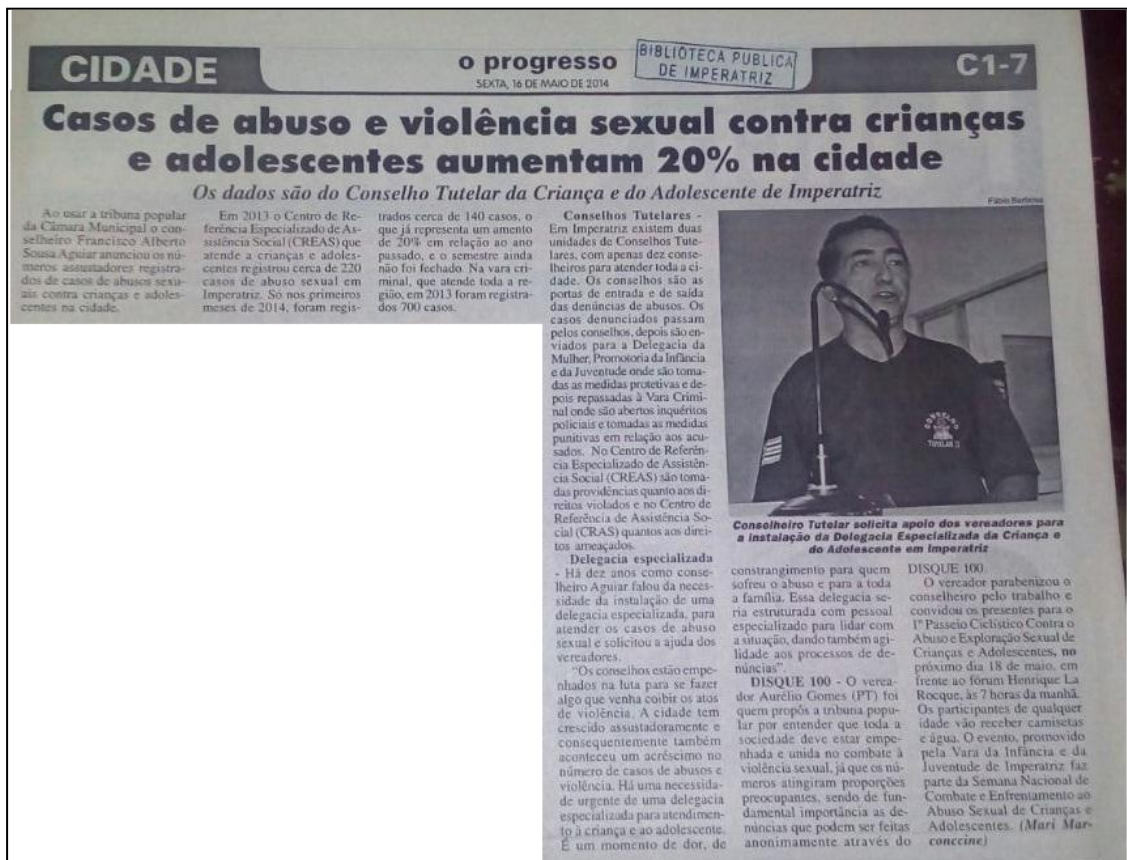 CIDADE
o progresso
SEXTA, 16 DE MAIO DE 2014
BIBLIOTECA PUBLICA
DE IMPERATRIZ
C1-7
Casos de abuso e violência sexual contra crianças
e adolescentes aumentam 20% na cidade
Os dados são do Conselho Tutelar da Criança e do Adolescente de Imperatriz
Fábio Barbosa
Ao usar a tribuna popular
da Câmara Municipal o con-
selheiro Francisco Alberto
Sousa Aguiar anunciou os nú-
meros assustadores registra-
dos de casos de abusos sexu-
ais contra crianças e adoles-
centes na cidade.
Em 2013 o Centro de Re-
ferência Especializado de As-
sistência Social (CREAS) que
atende a crianças e adoles-
centes registrou cerca de 220
casos de abuso sexual em
Imperatriz. Só nos primeiros
meses de 2014, foram regis-
trados cerca de 140 casos, o
que já representa um amento
de 20% em relação ao ano
passado, e o semestre ainda
não foi fechado. Na vara cri-
minal, que atende toda a re-
gião, em 2013 foram registra-
dos 700 casos.
Conselhos Tutelares -
Em Imperatriz existem duas
unidades de Conselhos Tute-
lares, com apenas dez conse-
lheiros para atender toda a ci-
dade. Os conselhos são as
portas de entrada e de saída
das denúncias de abusos. Os
casos denunciados passam
pelos conselhos, depois são en-
viados para a Delegacia da
Mulher, Promotoria da Infância
e da Juventude onde são toma-
das as medidas protetivas e de-
pois repassadas à Vara Crimi-
nal onde são abertos inquéritos
policiais e tomadas as medidas
punitivas em relação aos acu-
sados. No Centro de Referên-
cia Especializado de Assistên-
cia Social (CREAS) são toma-
das providências quanto aos di-
reitos violados e no Centro de
Referência de Assistência So-
cial (CRAS) quantos aos direi-
tos ameaçados.
Delegacia especializada
- Há dez anos como conse-
lheiro Aguiar falou da neces-
sidade da instalação de uma
delegacia especializada, para
atender os casos de abuso
sexual e solicitou a ajuda dos
vereadores.
"Os conselhos estão empe-
nhados na luta para se fazer
algo que venha coibir os atos
de violência. A cidade tem
crescido assustadoramente e
consequentemente também
aconteceu um acréscimo no
número de casos de abusos e
violência. Há uma necessida-
de urgente de uma delegacia
especializada para atendimen-
to à criança e ao adolescente.
É um momento de dor, de
CONSELHO
TUTELAR II
Conselheiro Tutelar solicita apoio dos vereadores para
a instalação da Delegacia Especializada da Criança e
do Adolescente em Imperatriz
constrangimento para quem
sofreu o abuso e para a toda
a família. Essa delegacia se-
ria estruturada com pessoal
especializado para lidar com
a situação, dando também agi-
lidade aos processos de de-
núncias".
DISQUE 100 - O verea-
dor Aurélio Gomes (PT) foi
quem propôs a tribuna popu-
lar por entender que toda a
sociedade deve estar empe-
nhada e unida no combate à
violência sexual, já que os nú-
meros atingiram proporções
preocupantes, sendo de fun-
damental importância as de-
núncias que podem ser feitas
anonimamente através do
DISQUE 100.
O vereador parabenizou o
conselheiro pelo trabalho e
convidou os presentes para o
1º Passeio Ciclístico Contra o
Abuso e Exploração Sexual de
Crianças e Adolescentes, no
próximo dia 18 de maio, em
frente ao fórum Henrique La
Rocque, às 7 horas da manhã.
Os participantes de qualquer
idade vão receber camisetas
e água. O evento, promovido
pela Vara da Infância e da
Juventude de Imperatriz faz
parte da Semana Nacional de
Combate e Enfrentamento ao
Abuso Sexual de Crianças e
Adolescentes. (Mari Mar-
conccine)